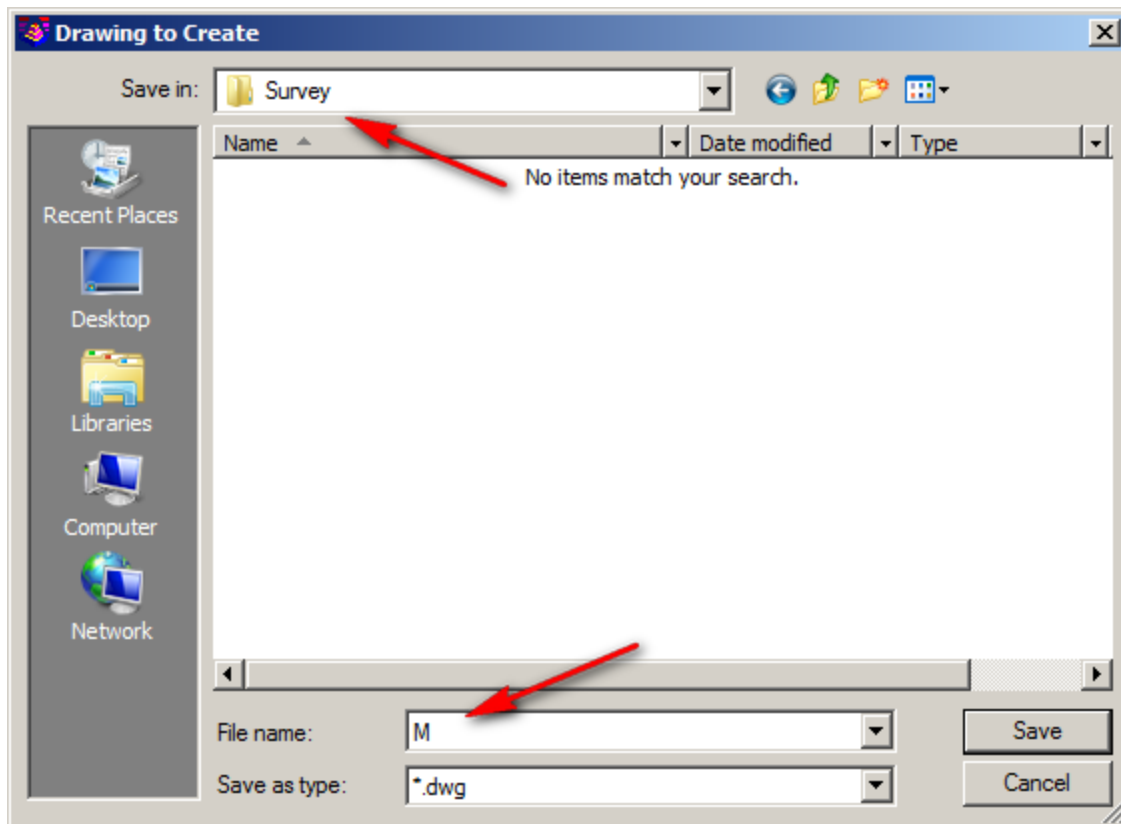 Drawing to Create
Save in: Survey
Name Date modified Type
No items match your search.
Recent Places
Desktop
Libraries
Computer
Network
File name: M Save
Save as type: *.dwg Cancel